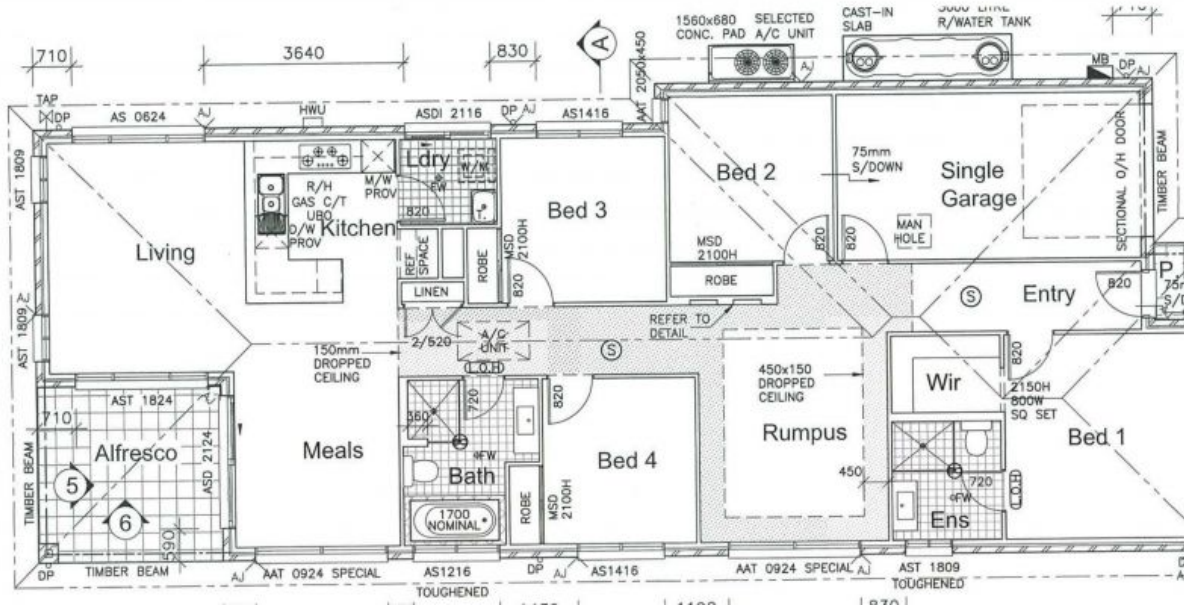 710
3640
830
A
1560x680 SELECTED
CONC. PAD A/C UNIT
CAST-IN
SLAB
R/WATER TANK
TAP
DP
AS 0624
AJ
HWU
ASDI 2116
DP
AJ
AS1416
AAT 2050x450
AJ
MB
DP
AJ
AST 1809
Living
R/H
GAS C/T
UBO
D/W
PROV
Kitchen
M/W
PROV
Ldry
FW
W/M
T.
820
Bed 3
MSD
2100H
820
Bed 2
MSD
2100H
820
75mm
S/DOWN
820
Single
Garage
MAN
HOLE
SECTIONAL O/H DOOR
TIMBER BEAM
REF
SPACE
ROBE
LINEN
ROBE
REFER TO
DETAIL
S
Entry
820
P
AST 1809
2/520
A/C
UNIT
L.O.H
150mm
DROPPED
CEILING
S
450x150
DROPPED
CEILING
Wir
820
2150H
800W
SQ SET
Bed 1
AST 1824
710
Alfresco
ASD 2124
TIMBER BEAM
5
6
590
Meals
360
720
FW
Bath
1700
NOMINAL
820
Bed 4
ROBE
MSD
2100H
Rumpus
450
720
FW
Ens
L.O.H
DP
TIMBER BEAM
AJ
AAT 0924 SPECIAL
AS1216
TOUGHENED
DP
AJ
AS1416
AAT 0924 SPECIAL
AJ
AST 1809
TOUGHENED
AJ
830